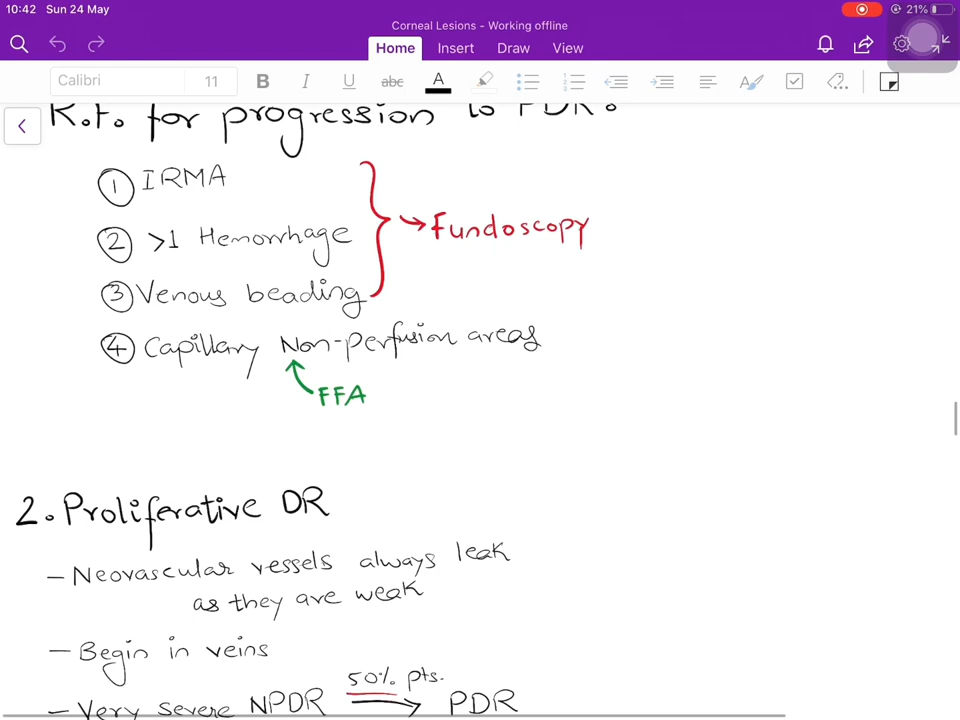 10:42 Sun 24 May
21%
Corneal Lesions - Working offline
Home Insert Draw View
Calibri 11 B I U abc A
R.f. for progression to PDR.
① IRMA
② >1 Hemorrhage
→ Fundoscopy
③ Venous beading
④ Capillary Non-perfusion areas
FFA
2. Proliferative DR
- Neovascular vessels always leak
as they are weak
- Begin in veins
50% pts.
- Very severe NPDR → PDR